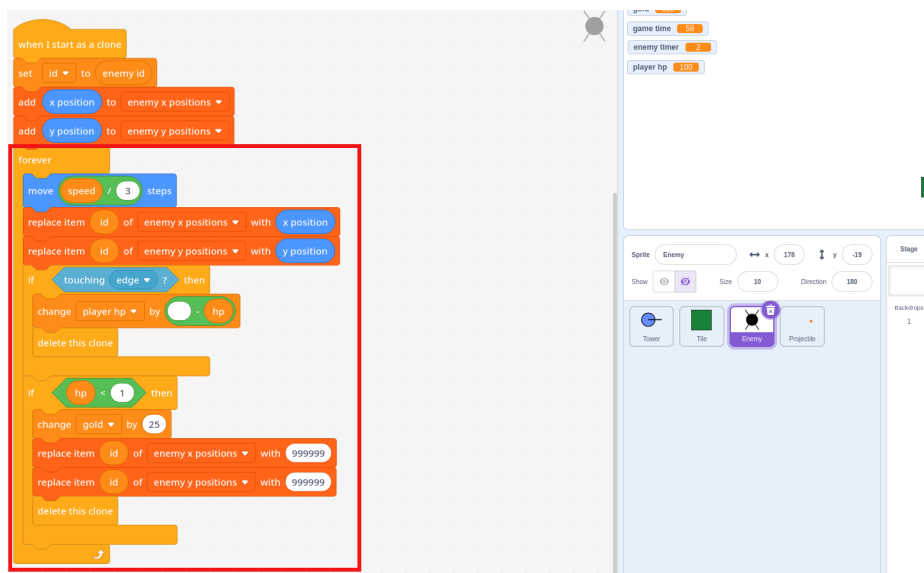 when I start as a clone
set id to enemy id
add x position to enemy x positions
add y position to enemy y positions
forever
move speed / 3 steps
replace item id of enemy x positions with x position
replace item id of enemy y positions with y position
if touching edge ? then
change player hp by - hp
delete this clone
if hp < 1 then
change gold by 25
replace item id of enemy x positions with 999999
replace item id of enemy y positions with 999999
delete this clone
game time 58
enemy timer 2
player hp 100
Sprite Enemy x 178 y -19
Show Size 10 Direction 180
Tower Tile Enemy Projectile
Stage
Backdrops
1